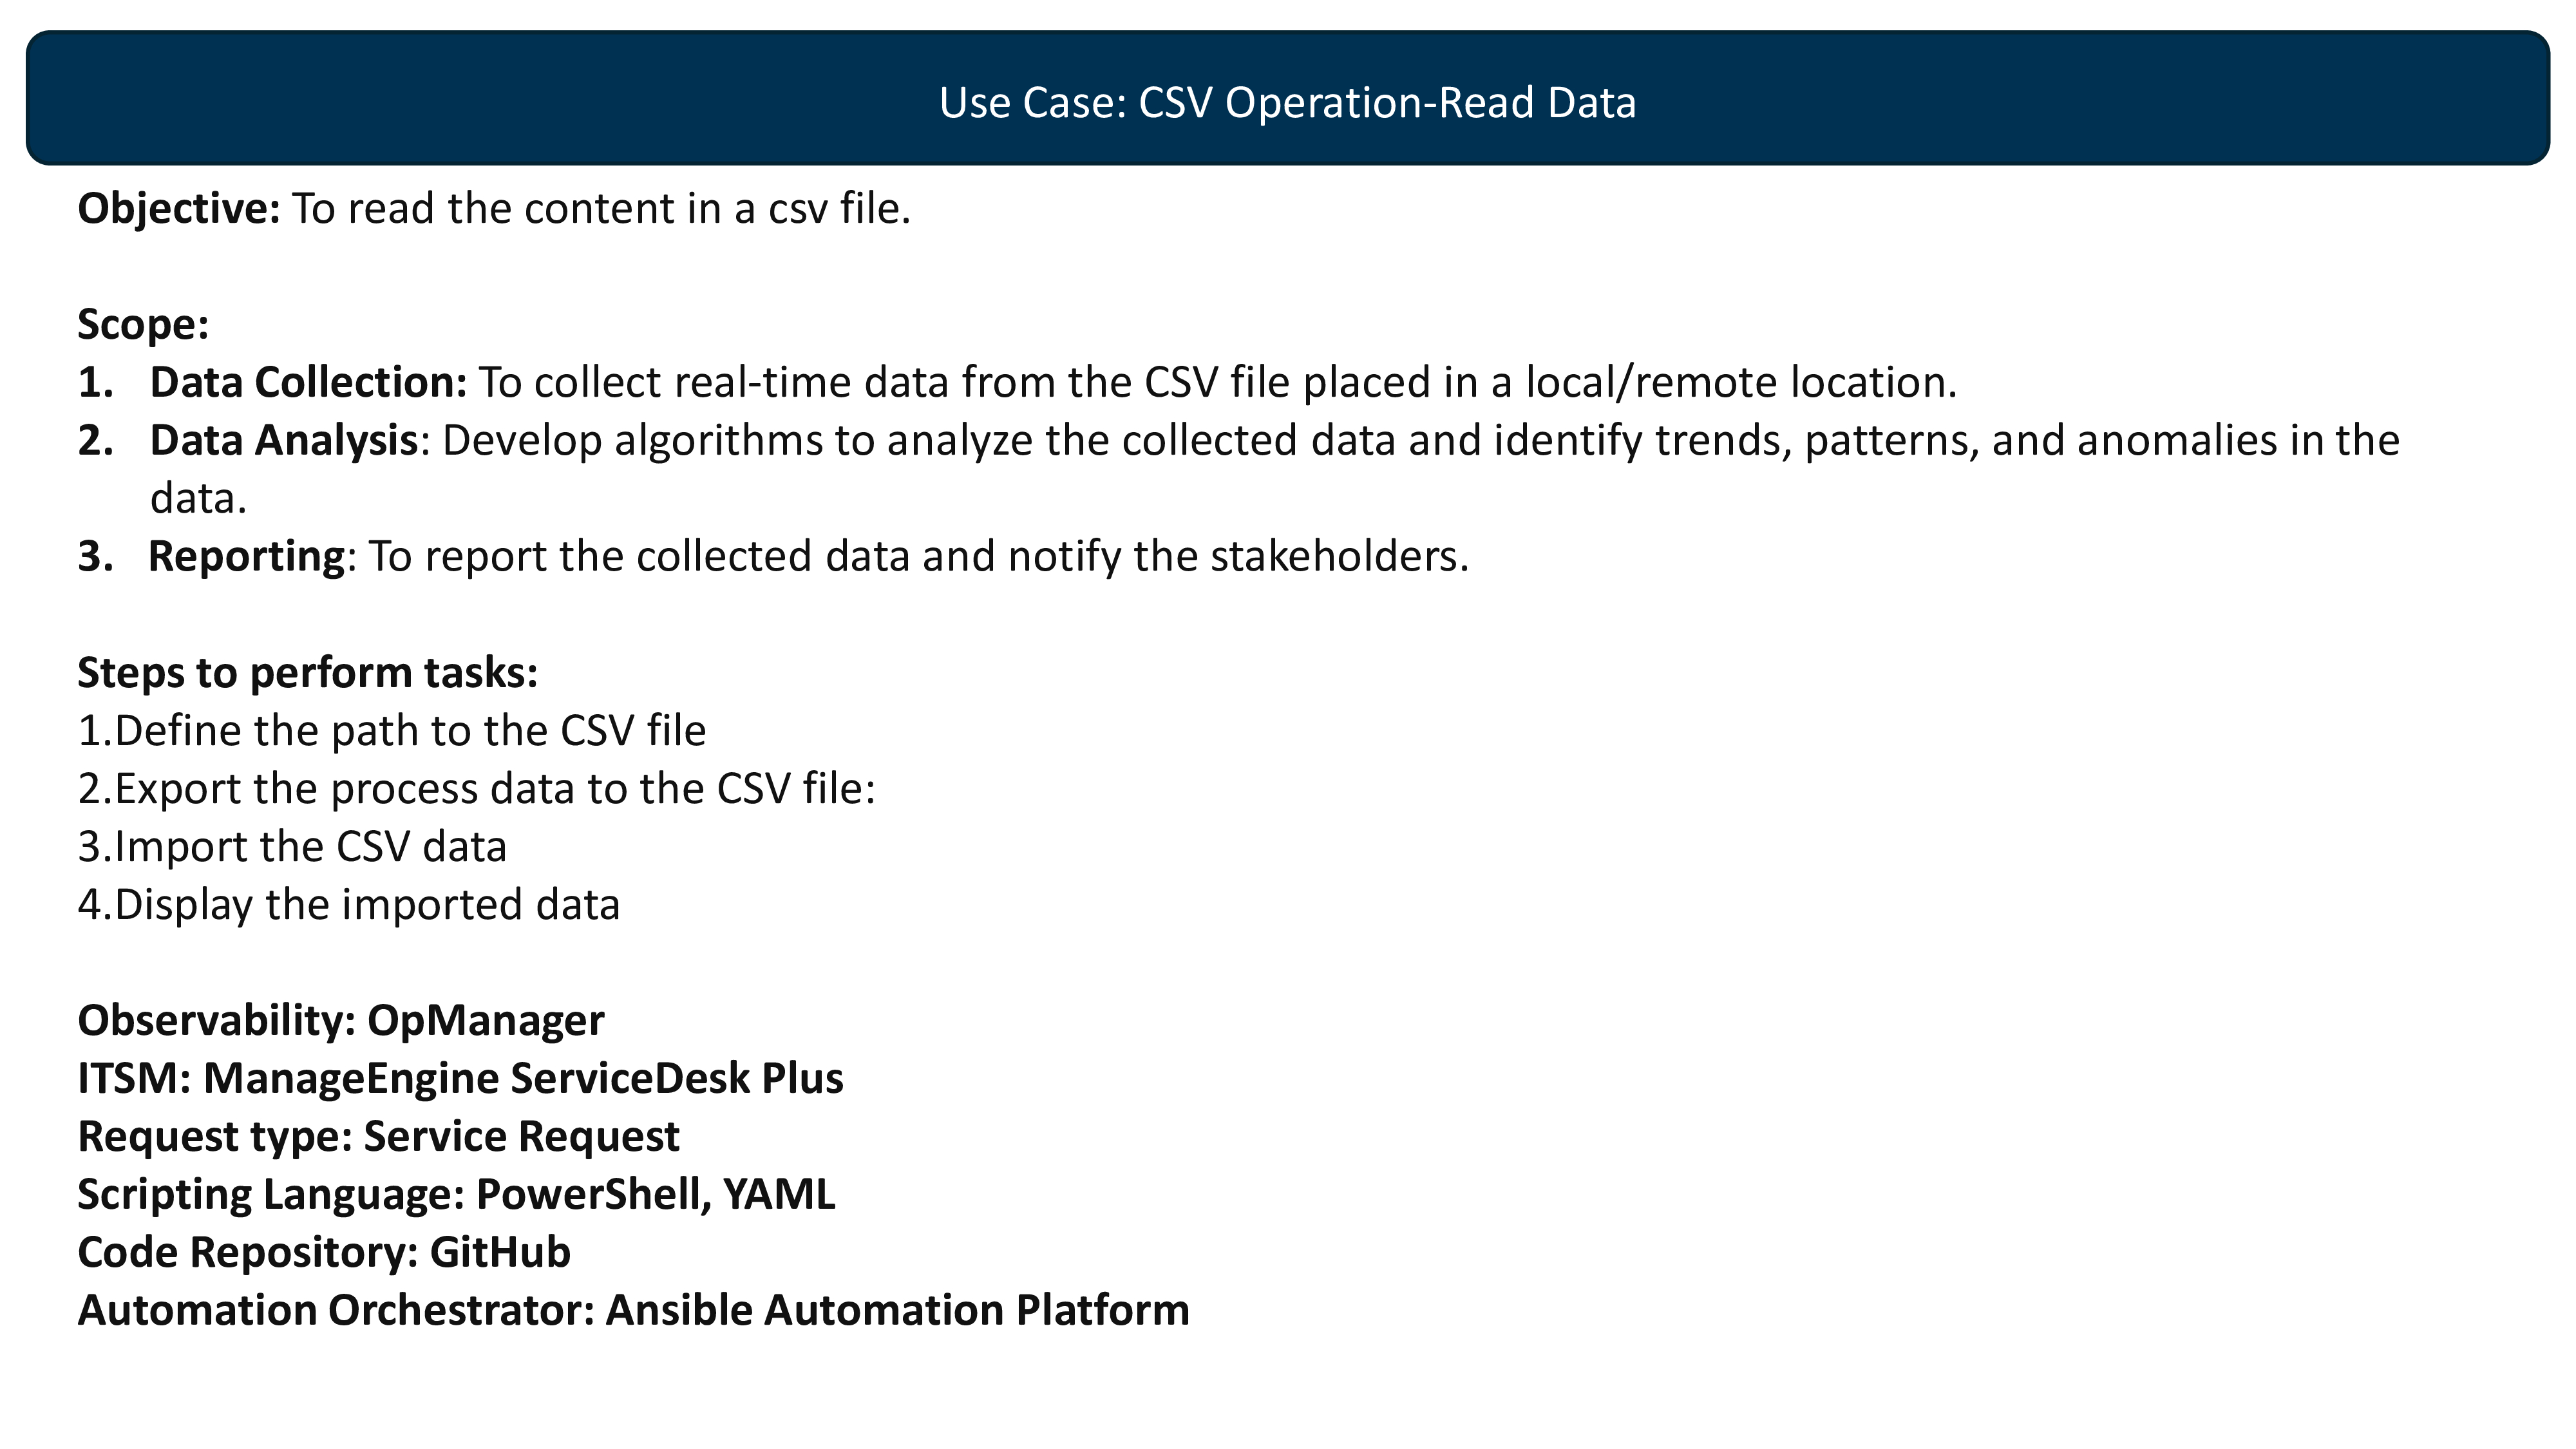 Use Case: CSV Operation-Read Data
Objective: To read the content in a csv file.
Scope:
1. Data Collection: To collect real-time data from the CSV file placed in a local/remote location.
2. Data Analysis: Develop algorithms to analyze the collected data and identify trends, patterns, and anomalies in the
data.
3. Reporting: To report the collected data and notify the stakeholders.
Steps to perform tasks:
1.Define the path to the CSV file
2.Export the process data to the CSV file:
3.Import the CSV data
4.Display the imported data
Observability: OpManager
ITSM: ManageEngine ServiceDesk Plus
Request type: Service Request
Scripting Language: PowerShell, YAML
Code Repository: GitHub
Automation Orchestrator: Ansible Automation Platform